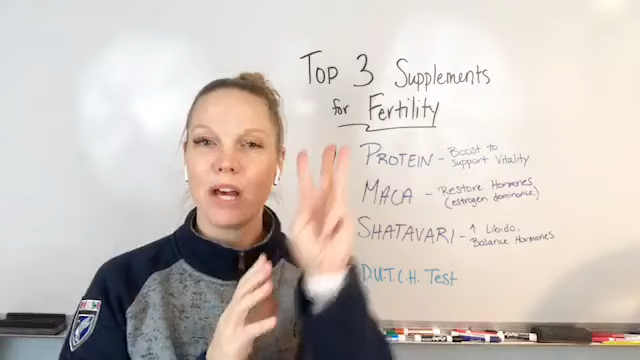 Top 3 Supplements
for Fertility
PROTEIN - Boost to
Support Vitality
MACA - Restore Hormones
(estrogen dominance)
SHATAVARI - ↑ Libido,
Balance Hormones
D.U.T.C.H. Test